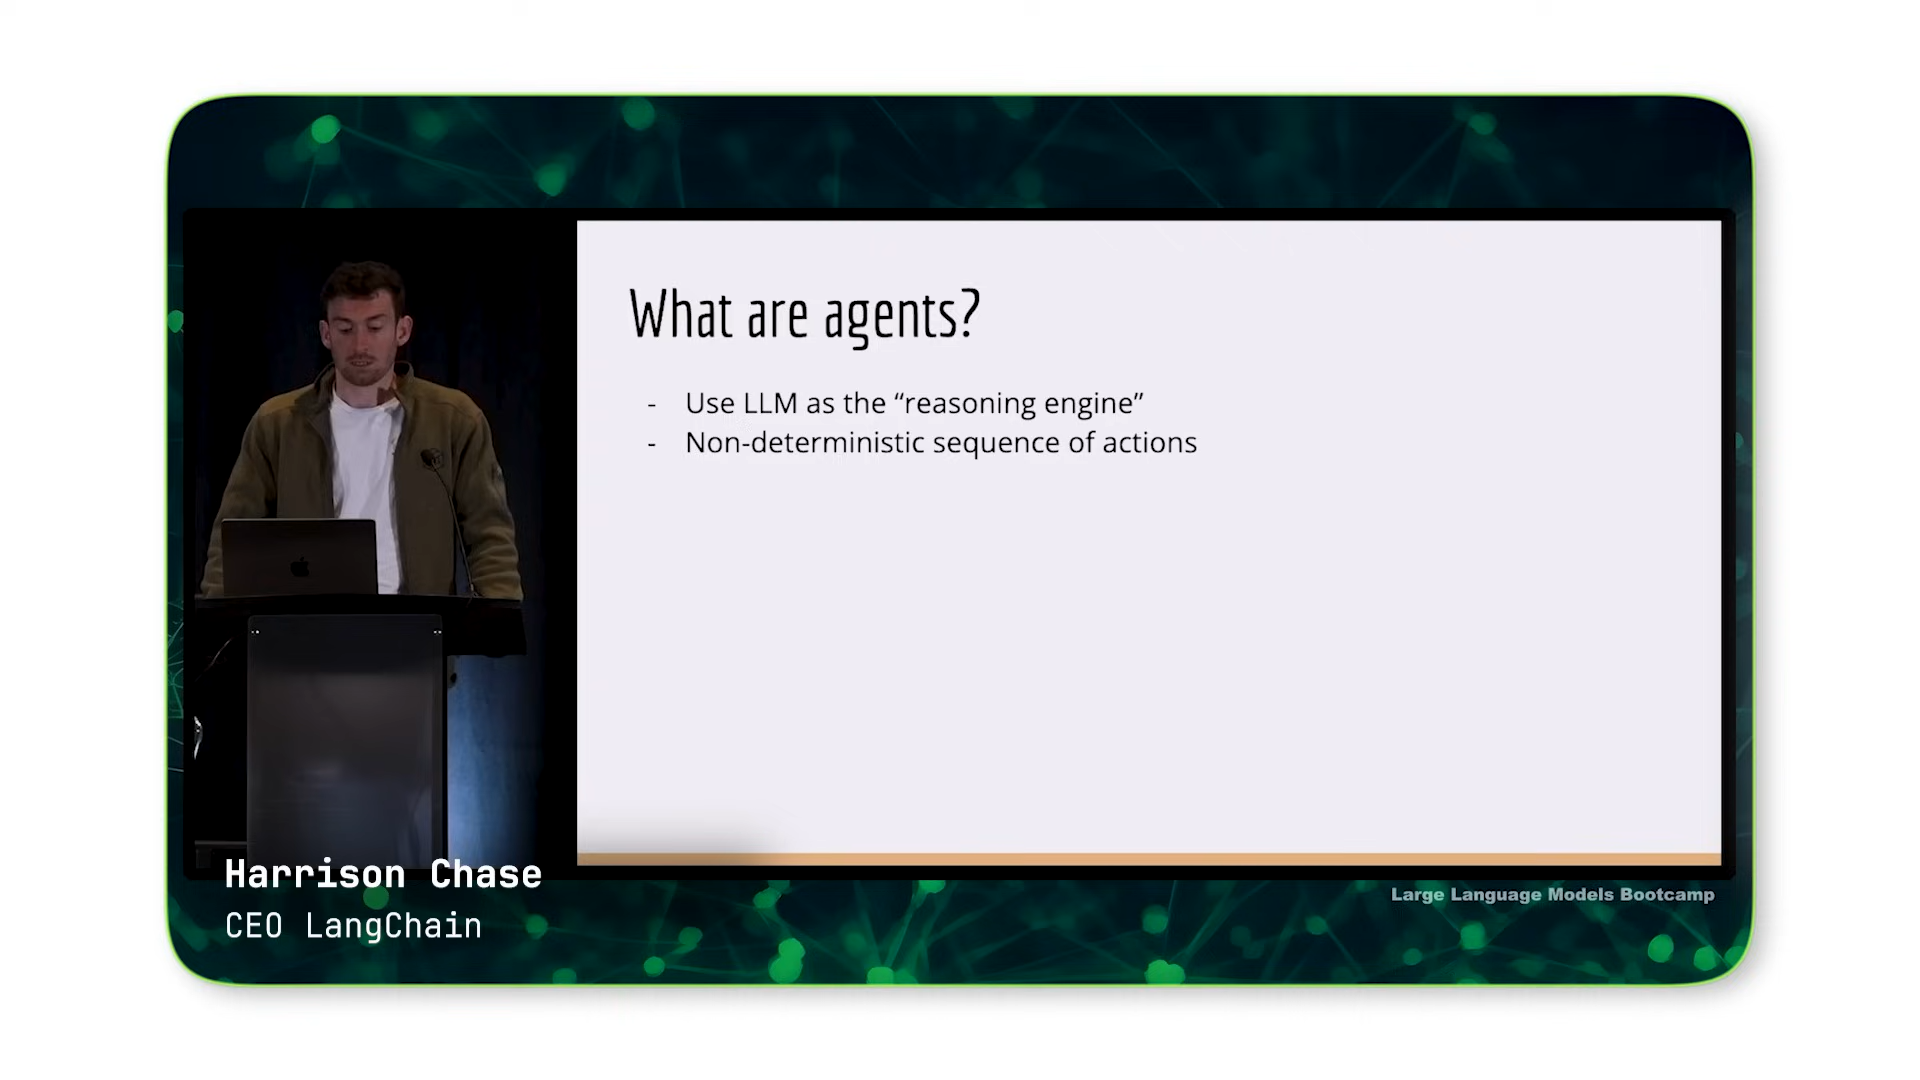 What are agents?
- Use LLM as the “reasoning engine”
- Non-deterministic sequence of actions
Harrison Chase
CEO LangChain
Large Language Models Bootcamp